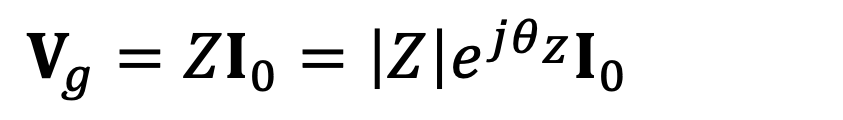 𝐕_g = Z𝐈_0 = |Z|e^{jθ_Z}𝐈_0